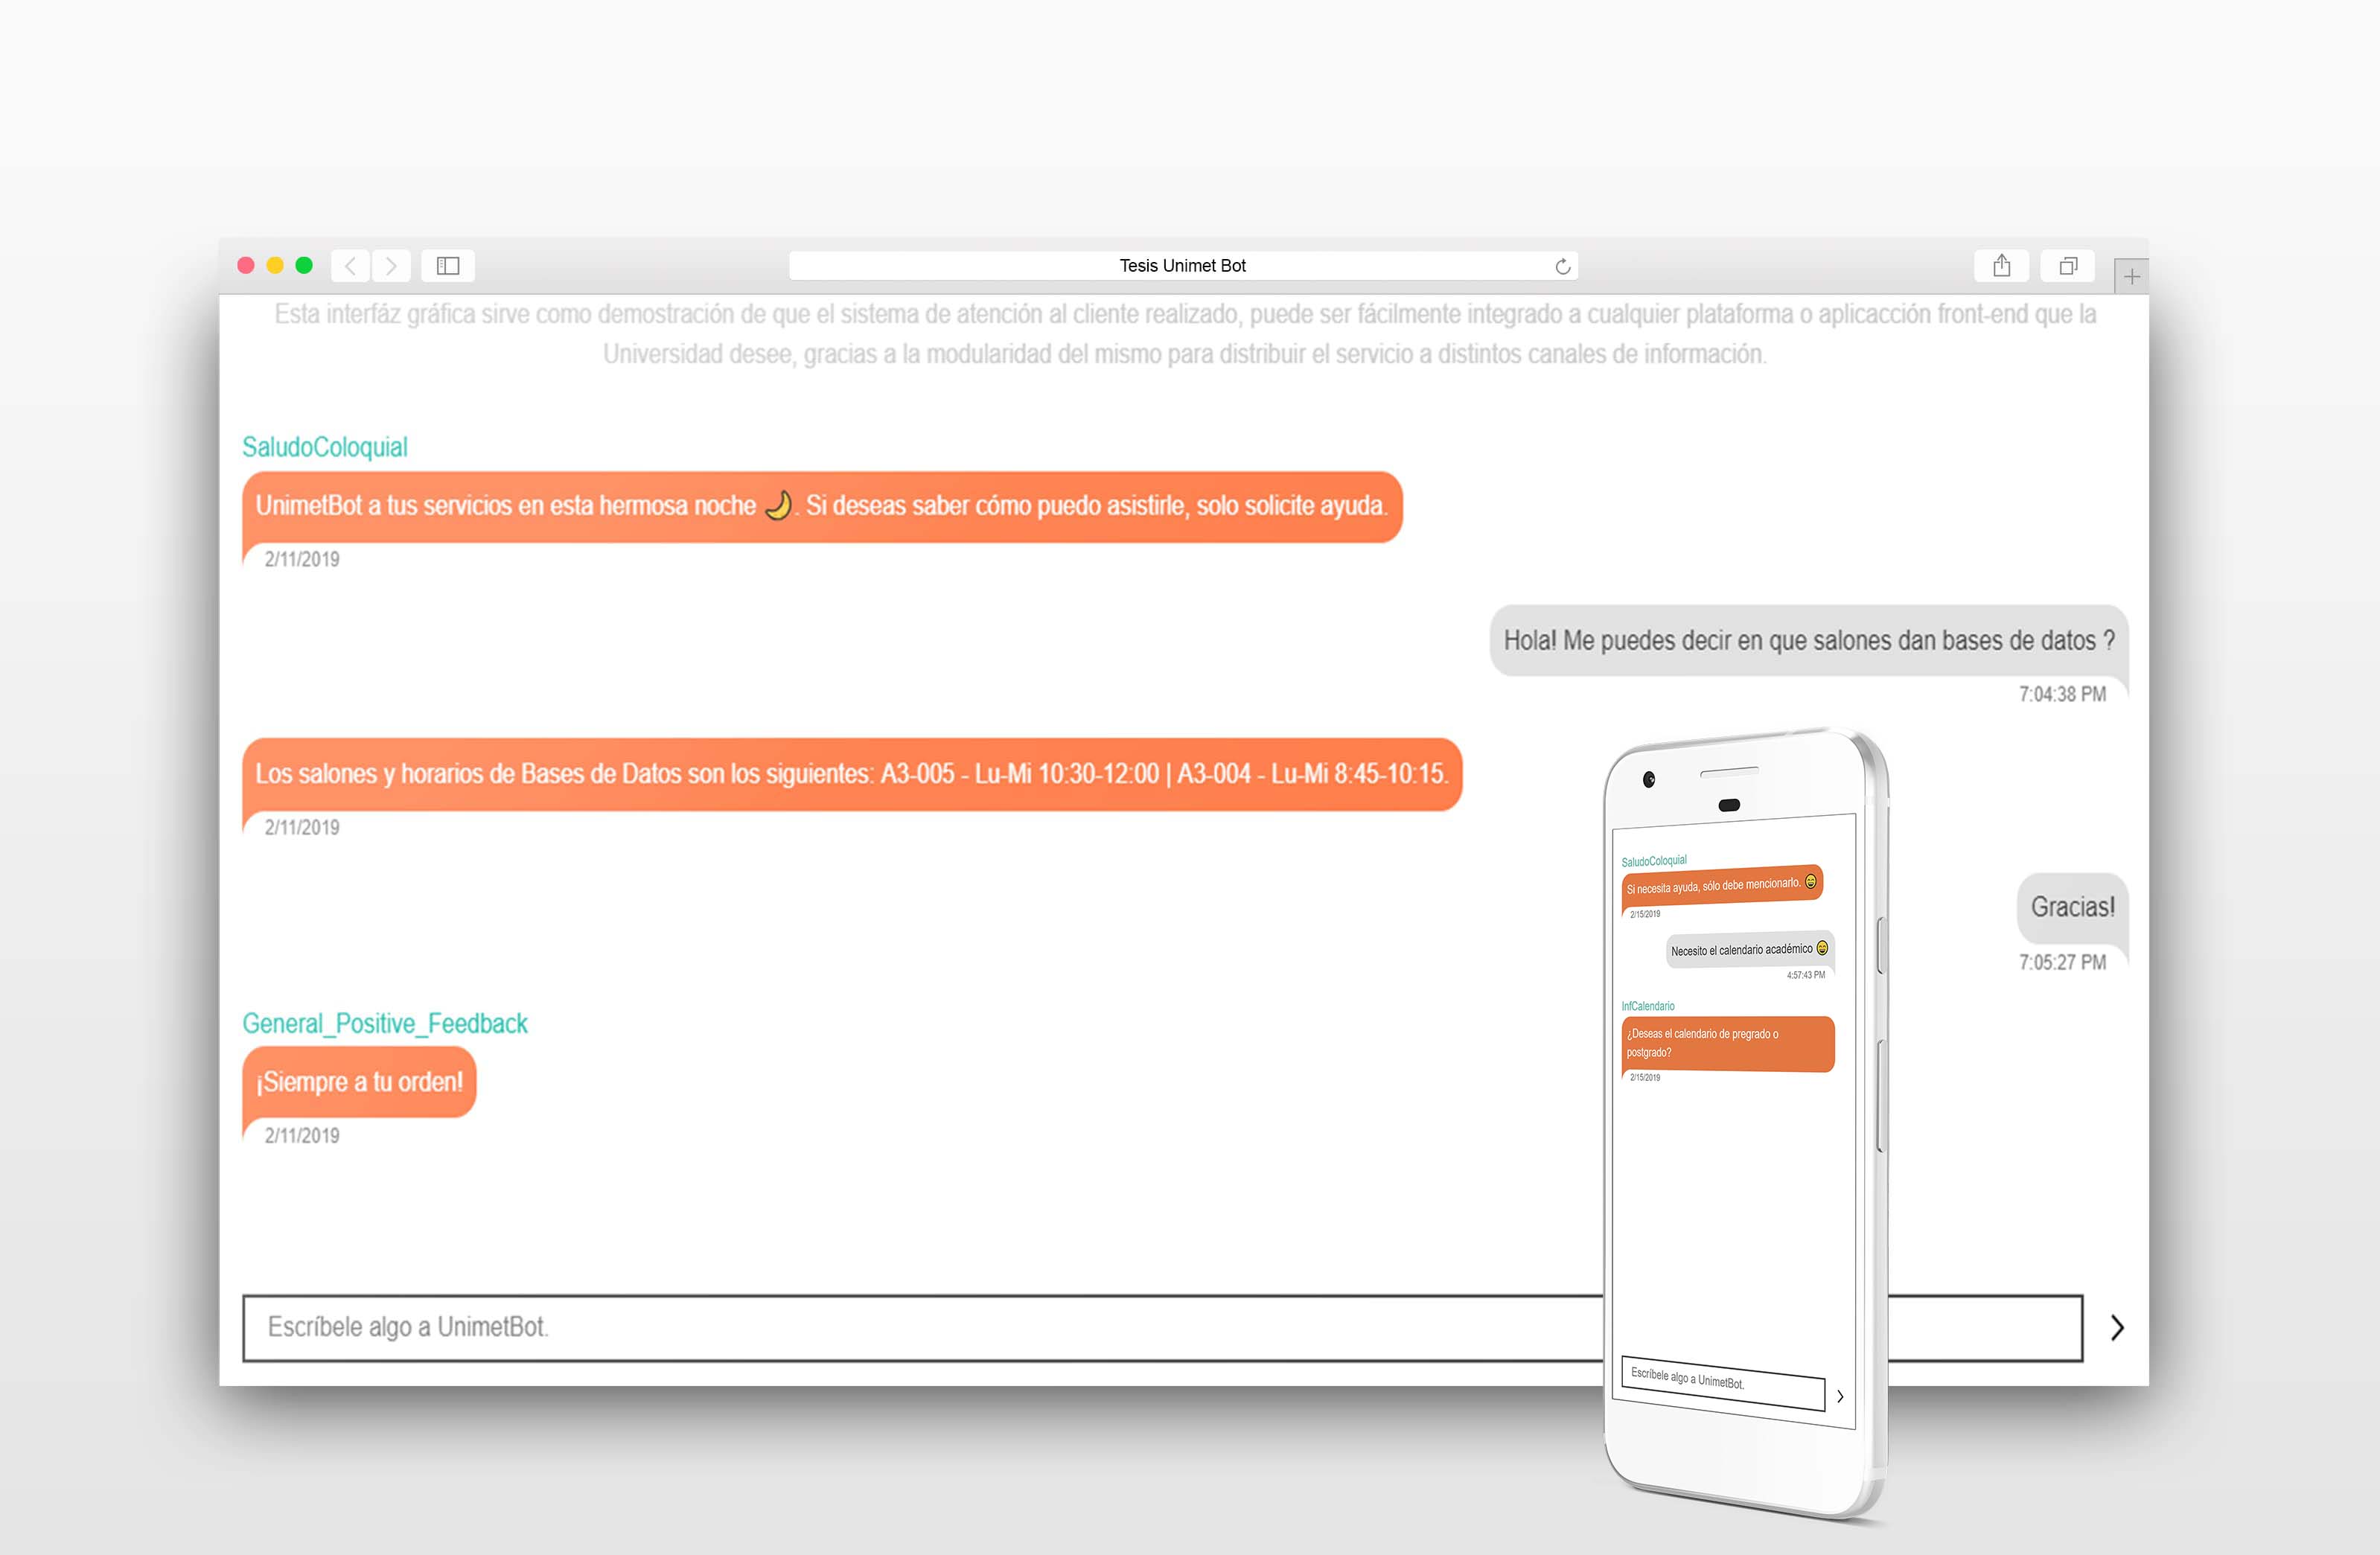 Tesis Unimet Bot
Esta interfáz gráfica sirve como demostración de que el sistema de atención al cliente realizado, puede ser fácilmente integrado a cualquier plataforma o aplicacción front-end que la
Universidad desee, gracias a la modularidad del mismo para distribuir el servicio a distintos canales de información.
SaludoColoquial
UnimetBot a tus servicios en esta hermosa noche 🌙. Si deseas saber cómo puedo asistirle, solo solicite ayuda.
2/11/2019
Hola! Me puedes decir en que salones dan bases de datos ?
7:04:38 PM
Los salones y horarios de Bases de Datos son los siguientes: A3-005 - Lu-Mi 10:30-12:00 | A3-004 - Lu-Mi 8:45-10:15.
2/11/2019
Gracias!
7:05:27 PM
General_Positive_Feedback
¡Siempre a tu orden!
2/11/2019
Escríbele algo a UnimetBot.
SaludoColoquial
Si necesita ayuda, sólo debe mencionarlo. 😄
2/15/2019
Necesito el calendario académico 😄
4:57:43 PM
InfCalendario
¿Deseas el calendario de pregrado o
postgrado?
2/15/2019
Escríbele algo a UnimetBot.